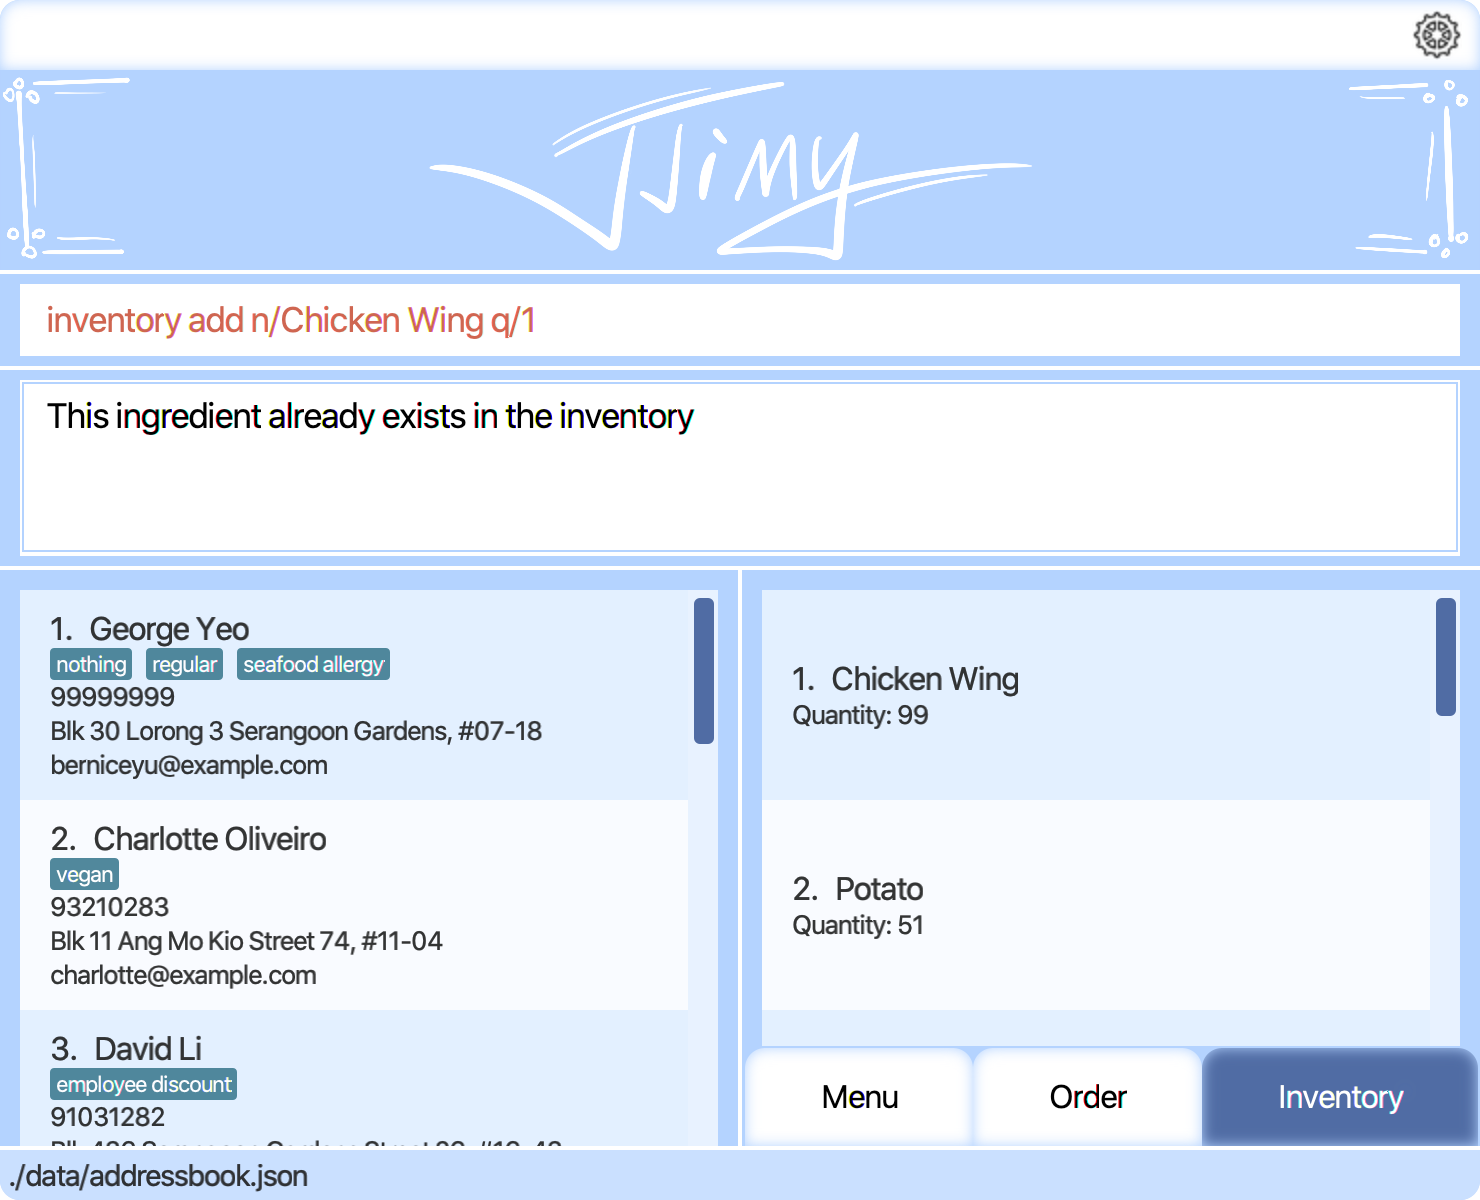 JJimy
inventory add n/Chicken Wing q/1
This ingredient already exists in the inventory
1. George Yeo
nothing regular seafood allergy
99999999
Blk 30 Lorong 3 Serangoon Gardens, #07-18
berniceyu@example.com
2. Charlotte Oliveiro
vegan
93210283
Blk 11 Ang Mo Kio Street 74, #11-04
charlotte@example.com
3. David Li
employee discount
91031282
1. Chicken Wing
Quantity: 99
2. Potato
Quantity: 51
Menu
Order
Inventory
./data/addressbook.json